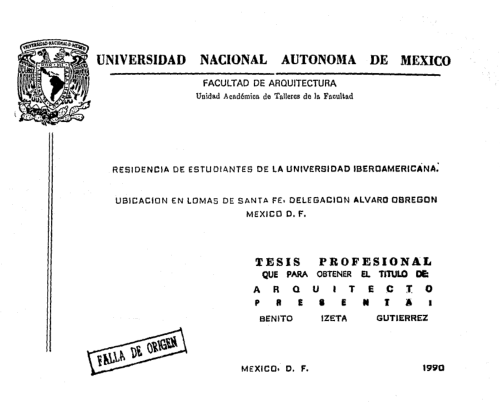 UNIVERSIDAD NACIONAL AUTONOMA DE MEXICO
FACULTAD DE ARQUITECTURA
Unidad Académica de Talleres de la Facultad
RESIDENCIA DE ESTUDIANTES DE LA UNIVERSIDAD IBEROAMERICANA.
UBICACION EN LOMAS DE SANTA FE, DELEGACION ALVARO OBREGON
MEXICO D. F.
TESIS PROFESIONAL
QUE PARA OBTENER EL TITULO DE:
ARQUITECTO
PRESENTA:
BENITO IZETA GUTIERREZ
FALLA DE ORIGEN
MEXICO, D. F. 1990